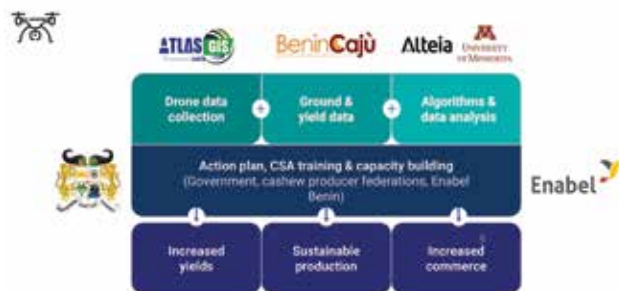 ATLAS GIS
BeninCajù
Alteia
UNIVERSITY
OF MINNESOTA
Drone data
collection
+
Ground &
yield data
+
Algorithms &
data analysis
Action plan, CSA training & capacity building
(Government, cashew producer federations, Enabel
Benin)
Enabel
Increased
yields
Sustainable
production
Increased
commerce